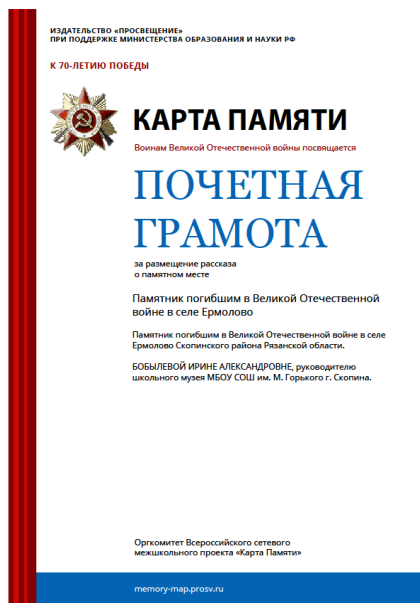 ИЗДАТЕЛЬСТВО «ПРОСВЕЩЕНИЕ»
ПРИ ПОДДЕРЖКЕ МИНИСТЕРСТВА ОБРАЗОВАНИЯ И НАУКИ РФ
К 70-ЛЕТИЮ ПОБЕДЫ
КАРТА ПАМЯТИ
Воинам Великой Отечественной войны посвящается
ПОЧЕТНАЯ
ГРАМОТА
за размещение рассказа
о памятном месте
Памятник погибшим в Великой Отечественной
войне в селе Ермолово
Памятник погибшим в Великой Отечественной войне в селе
Ермолово Скопинского района Рязанской области.
БОБЫЛЕВОЙ ИРИНЕ АЛЕКСАНДРОВНЕ, руководителю
школьного музея МБОУ СОШ им. М. Горького г. Скопина.
Оргкомитет Всероссийского сетевого
межшкольного проекта «Карта Памяти»
memory-map.prosv.ru